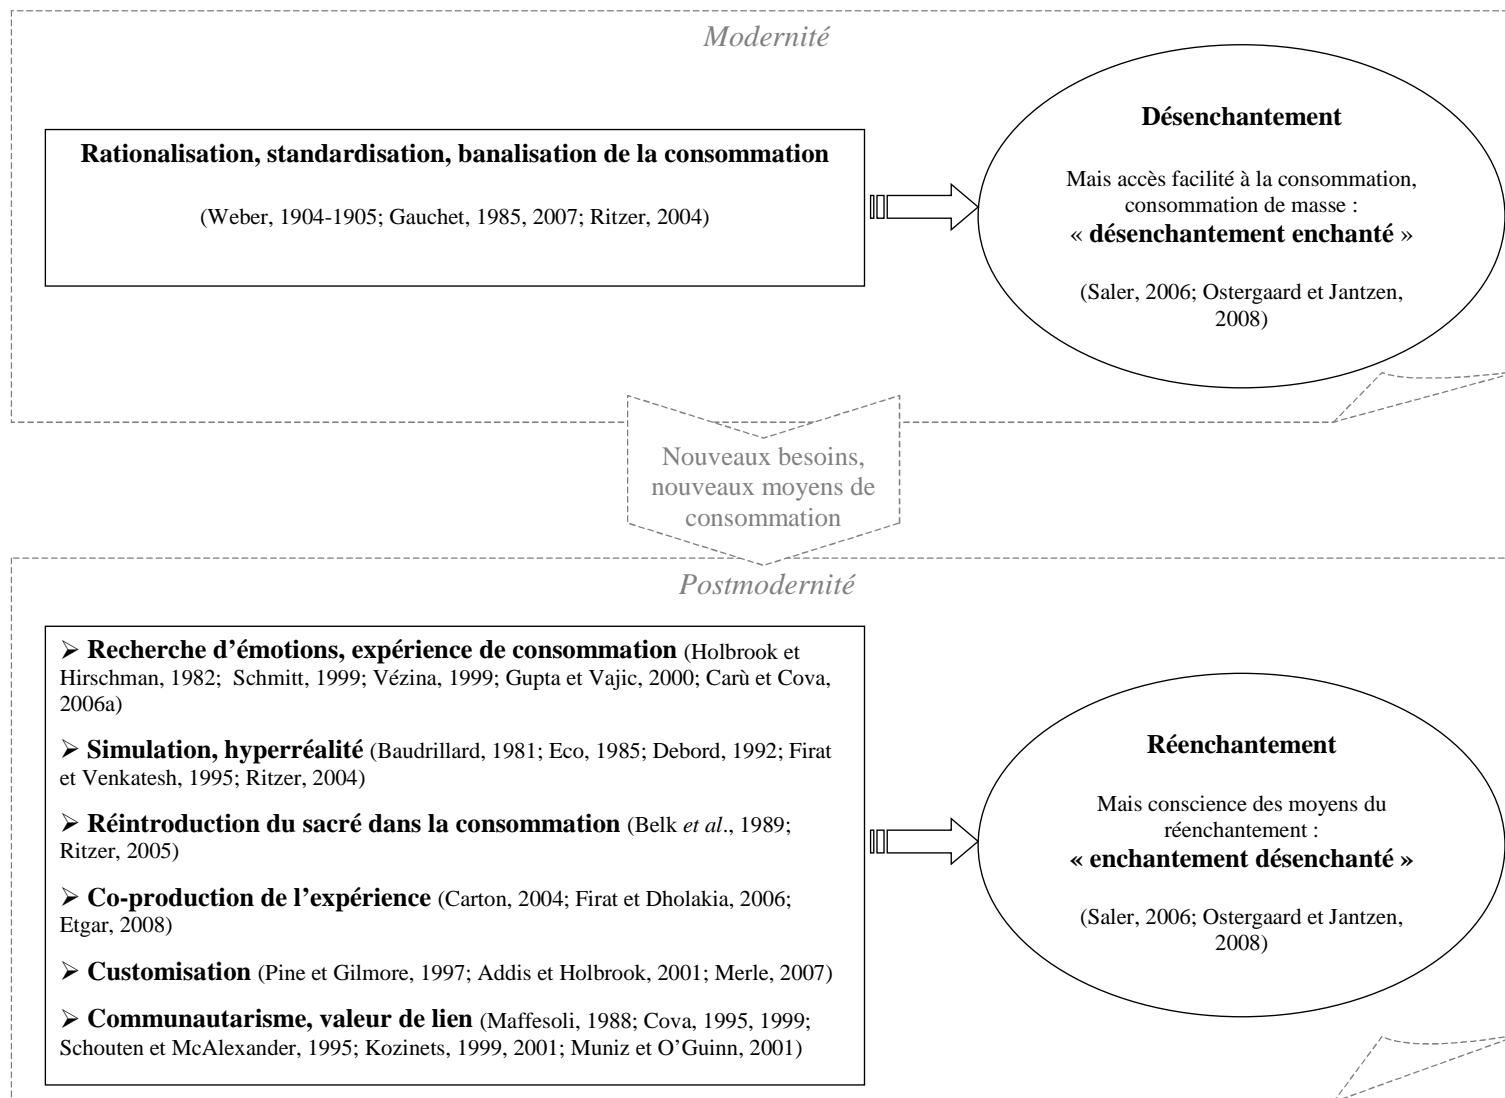 Modernité
Rationalisation, standardisation, banalisation de la consommation
(Weber, 1904-1905; Gauchet, 1985, 2007; Ritzer, 2004)
Désenchantement
Mais accès facilité à la consommation,
consommation de masse :
« désenchantement enchanté »
(Saler, 2006; Ostergaard et Jantzen,
2008)
Nouveaux besoins,
nouveaux moyens de
consommation
Postmodernité
➢ Recherche d’émotions, expérience de consommation (Holbrook et
Hirschman, 1982;  Schmitt, 1999; Vézina, 1999; Gupta et Vajic, 2000; Carù et Cova,
2006a)
➢ Simulation, hyperréalité (Baudrillard, 1981; Eco, 1985; Debord, 1992; Firat
et Venkatesh, 1995; Ritzer, 2004)
➢ Réintroduction du sacré dans la consommation (Belk et al., 1989;
Ritzer, 2005)
➢ Co-production de l’expérience (Carton, 2004; Firat et Dholakia, 2006;
Etgar, 2008)
➢ Customisation (Pine et Gilmore, 1997; Addis et Holbrook, 2001; Merle, 2007)
➢ Communautarisme, valeur de lien (Maffesoli, 1988; Cova, 1995, 1999;
Schouten et McAlexander, 1995; Kozinets, 1999, 2001; Muniz et O’Guinn, 2001)
Réenchantement
Mais conscience des moyens du
réenchantement :
« enchantement désenchanté »
(Saler, 2006; Ostergaard et Jantzen,
2008)